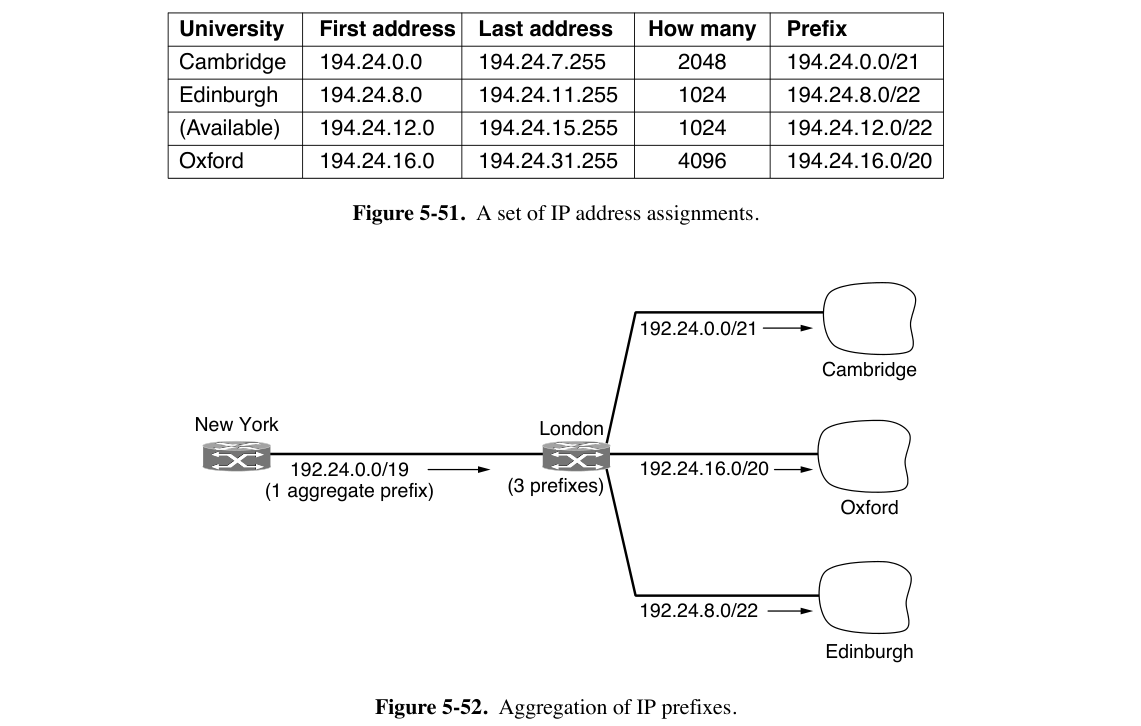 University First address Last address How many Prefix
Cambridge 194.24.0.0 194.24.7.255 2048 194.24.0.0/21
Edinburgh 194.24.8.0 194.24.11.255 1024 194.24.8.0/22
(Available) 194.24.12.0 194.24.15.255 1024 194.24.12.0/22
Oxford 194.24.16.0 194.24.31.255 4096 194.24.16.0/20
Figure 5-51. A set of IP address assignments.
192.24.0.0/21
Cambridge
New York
192.24.0.0/19
(1 aggregate prefix)
London
(3 prefixes)
192.24.16.0/20
Oxford
192.24.8.0/22
Edinburgh
Figure 5-52. Aggregation of IP prefixes.